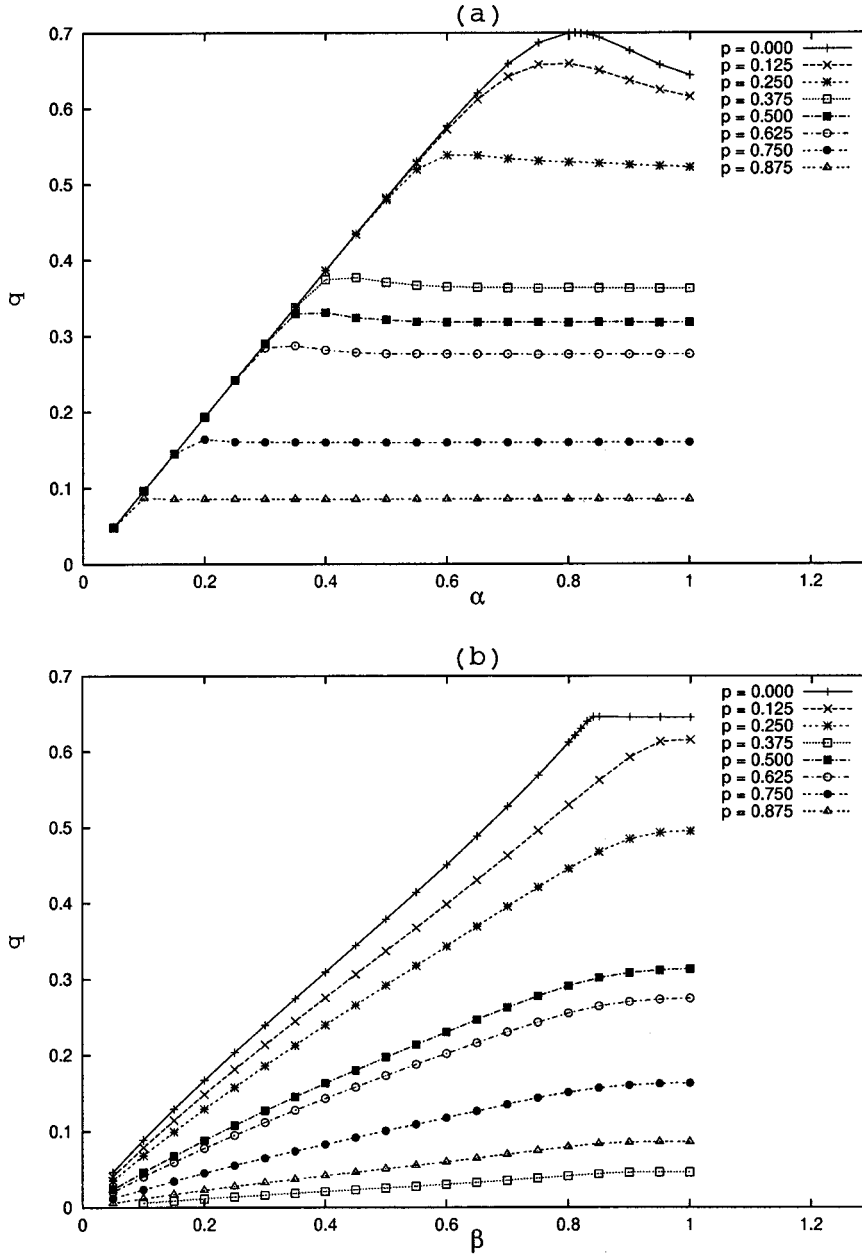 (a)
0.7
0.6
0.5
0.4
0.3
0.2
0.1
0
q
0
0.2
0.4
0.6
0.8
1
1.2
α
p = 0.000
p = 0.125
p = 0.250
p = 0.375
p = 0.500
p = 0.625
p = 0.750
p = 0.875
(b)
0.7
0.6
0.5
0.4
0.3
0.2
0.1
0
q
0
0.2
0.4
0.6
0.8
1
1.2
β
p = 0.000
p = 0.125
p = 0.250
p = 0.375
p = 0.500
p = 0.625
p = 0.750
p = 0.875